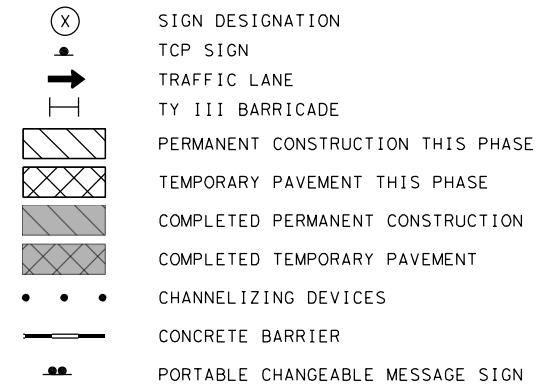 X SIGN DESIGNATION
TCP SIGN
TRAFFIC LANE
TY III BARRICADE
PERMANENT CONSTRUCTION THIS PHASE
TEMPORARY PAVEMENT THIS PHASE
COMPLETED PERMANENT CONSTRUCTION
COMPLETED TEMPORARY PAVEMENT
CHANNELIZING DEVICES
CONCRETE BARRIER
PORTABLE CHANGEABLE MESSAGE SIGN